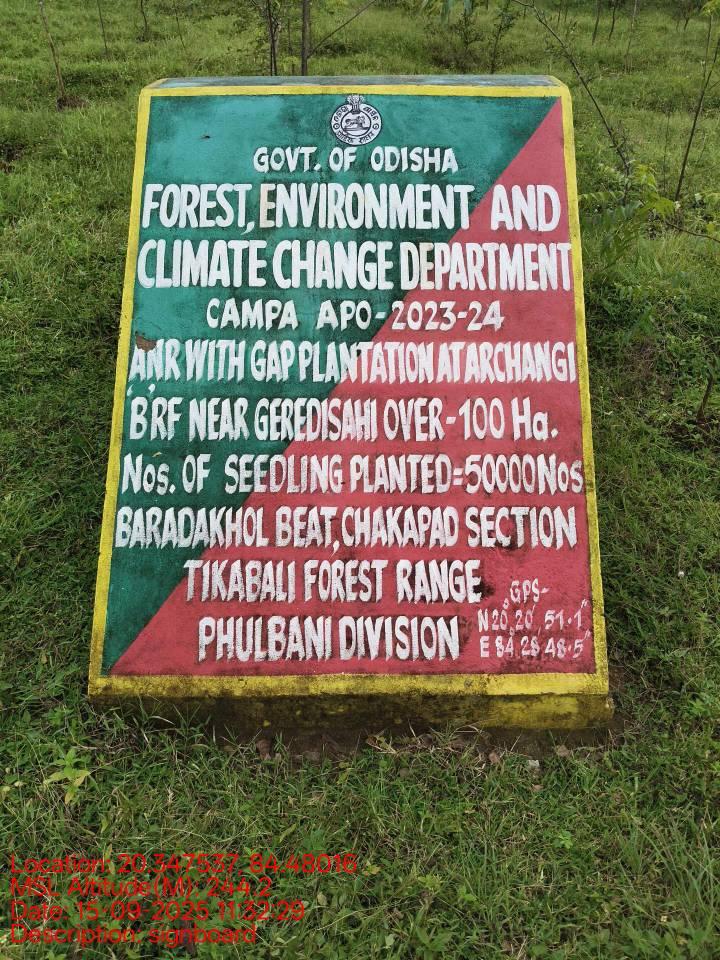 GOVT. OF ODISHA
FOREST, ENVIRONMENT AND
CLIMATE CHANGE DEPARTMENT
CAMPA APO-2023-24
ANR WITH GAP PLANTATION AT ARCHANGI
'B' RF NEAR GEREDISAHI OVER-100 Ha.
Nos. OF SEEDLING PLANTED=50000Nos
BARADAKHOL BEAT, CHAKAPAD SECTION
TIKABALI FOREST RANGE
PHULBANI DIVISION
GPS-
N 20° 20' 51.1"
E 84° 28' 48.5"
Location: 20.347537, 84.48016
MSL Altitude(M): 244.2
Date: 15-09-2025 11:32:29
Description: signboard